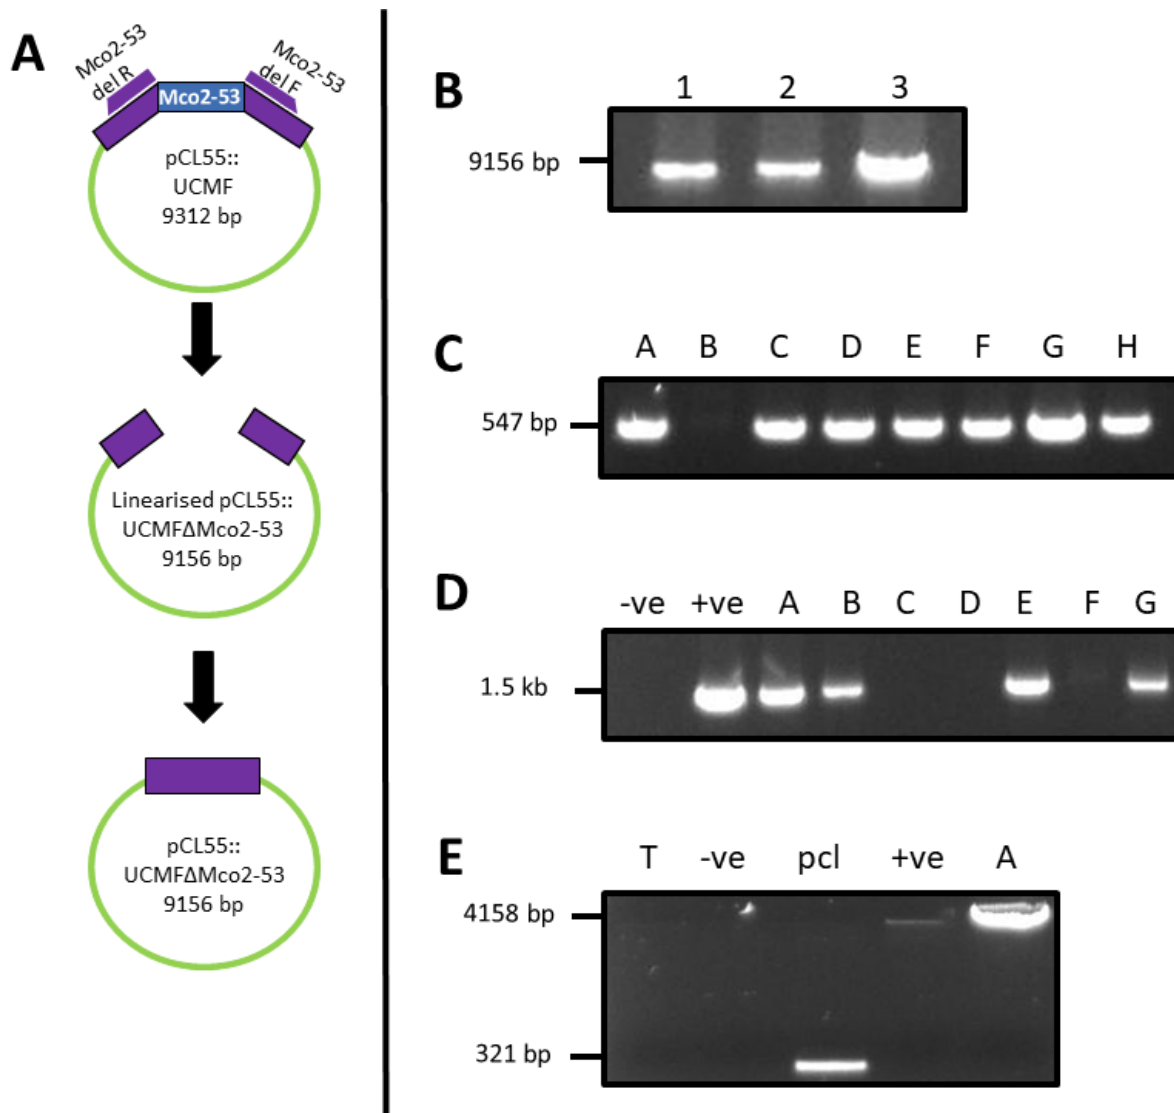 A
Mco2-53
del R
Mco2-53
del F
Mco2-53
pCL55::
UCMF
9312 bp
Linearised pCL55::
UCMFΔMco2-53
9156 bp
pCL55::
UCMFΔMco2-53
9156 bp
B
1 2 3
9156 bp
C
A B C D E F G H
547 bp
D
-ve +ve A B C D E F G
1.5 kb
E
T -ve pcl +ve A
4158 bp
321 bp